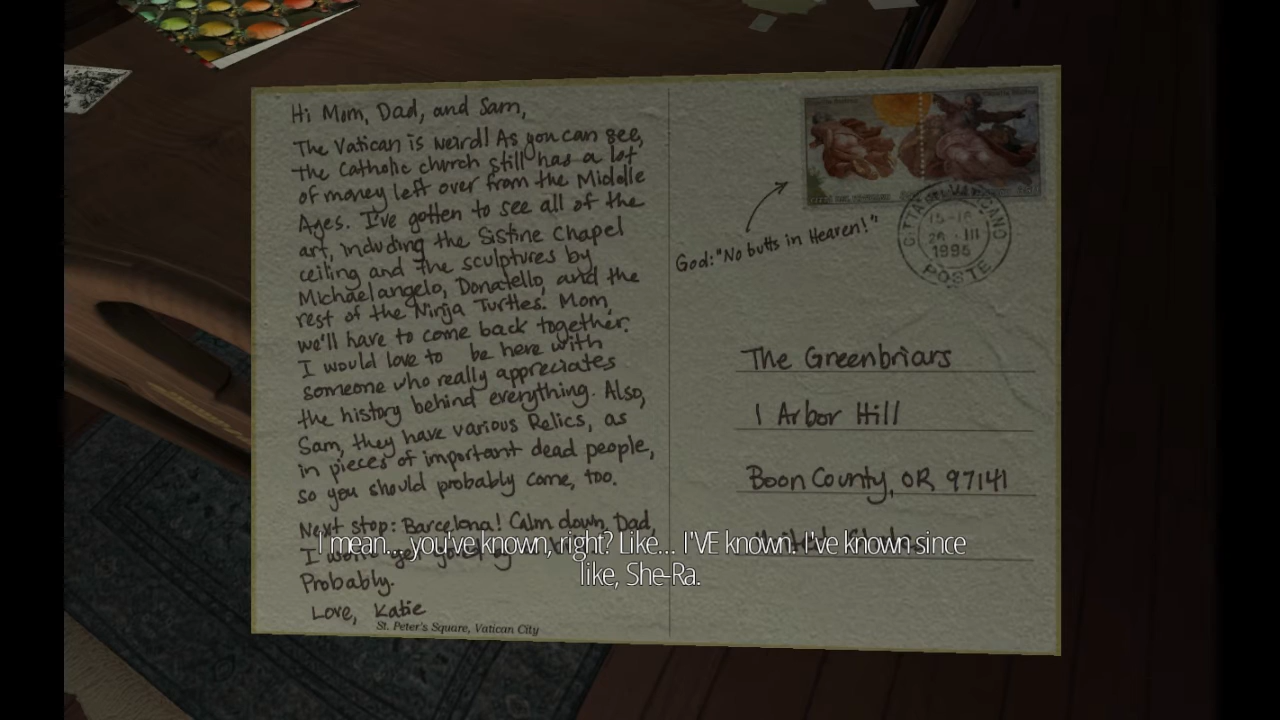 Hi Mom, Dad, and Sam,
The Vatican is weird! As you can see,
the Catholic church still has a lot
of money left over from the Middle
Ages. I've gotten to see all of the
art, including the Sistine Chapel
ceiling and the sculptures by
Michaelangelo, Donatello, and the
rest of the Ninja Turtles. Mom,
we'll have to come back together.
I would love to be here with
someone who really appreciates
the history behind everything. Also,
Sam, they have various Relics, as
in pieces of important dead people,
so you should probably come, too.
Next stop: Barcelona! Calm down, Dad,
I won't get
Probably.
Love, Katie
St. Peter's Square, Vatican City
God: "No butts in Heaven!"
CITTA DEL VATICANO
26 - III
1995
POSTE
The Greenbriars
1 Arbor Hill
Boon County, OR 97141
United States
I mean... you've known, right? Like... I'VE known. I've known since
like, She-Ra.